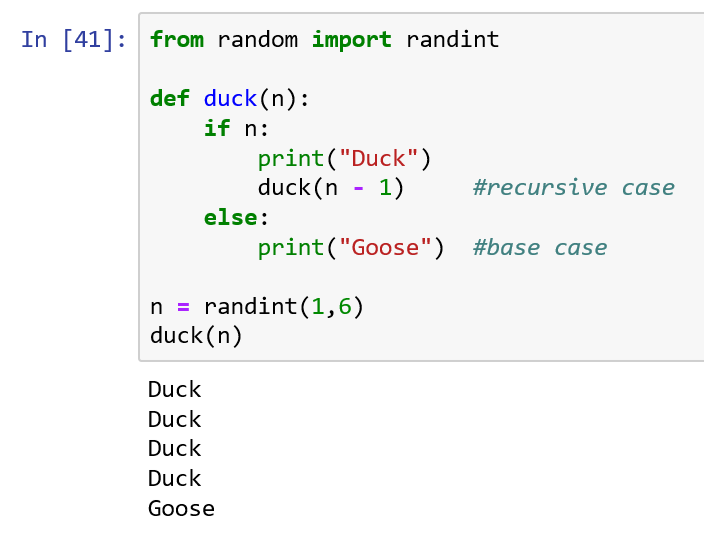 In [41]: from random import randint
def duck(n):
    if n:
        print("Duck")
        duck(n - 1)     #recursive case
    else:
        print("Goose")  #base case
n = randint(1,6)
duck(n)
Duck
Duck
Duck
Duck
Goose